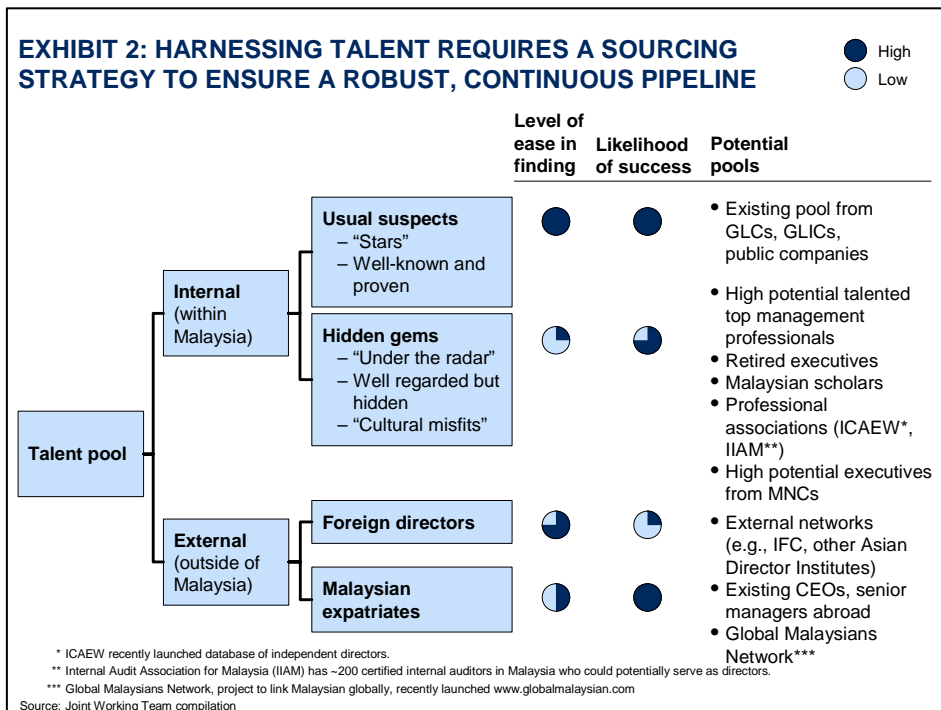 EXHIBIT 2: HARNESSING TALENT REQUIRES A SOURCING
STRATEGY TO ENSURE A ROBUST, CONTINUOUS PIPELINE
High
Low
Level of
ease in
finding
Likelihood
of success
Potential
pools
Talent pool
Internal
(within
Malaysia)
Usual suspects
– “Stars”
– Well-known and
proven
• Existing pool from
GLCs, GLICs,
public companies
Hidden gems
– “Under the radar”
– Well regarded but
hidden
– “Cultural misfits”
• High potential talented
top management
professionals
• Retired executives
• Malaysian scholars
• Professional
associations (ICAEW*,
IIAM**)
• High potential executives
from MNCs
External
(outside of
Malaysia)
Foreign directors
Malaysian
expatriates
• External networks
(e.g., IFC, other Asian
Director Institutes)
• Existing CEOs, senior
managers abroad
• Global Malaysians
Network***
* ICAEW recently launched database of independent directors.
** Internal Audit Association for Malaysia (IIAM) has ~200 certified internal auditors in Malaysia who could potentially serve as directors.
*** Global Malaysians Network, project to link Malaysian globally, recently launched www.globalmalaysian.com
Source: Joint Working Team compilation